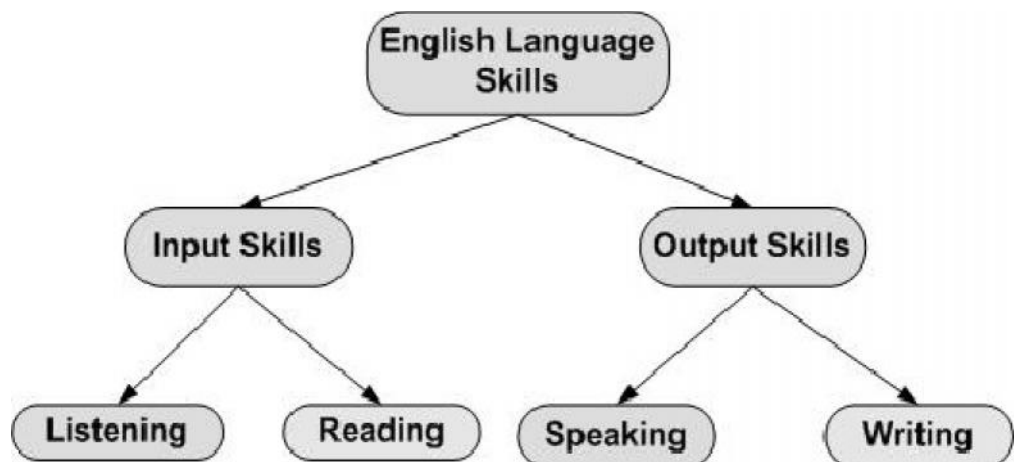 English Language
Skills
Input Skills
Output Skills
Listening
Reading
Speaking
Writing